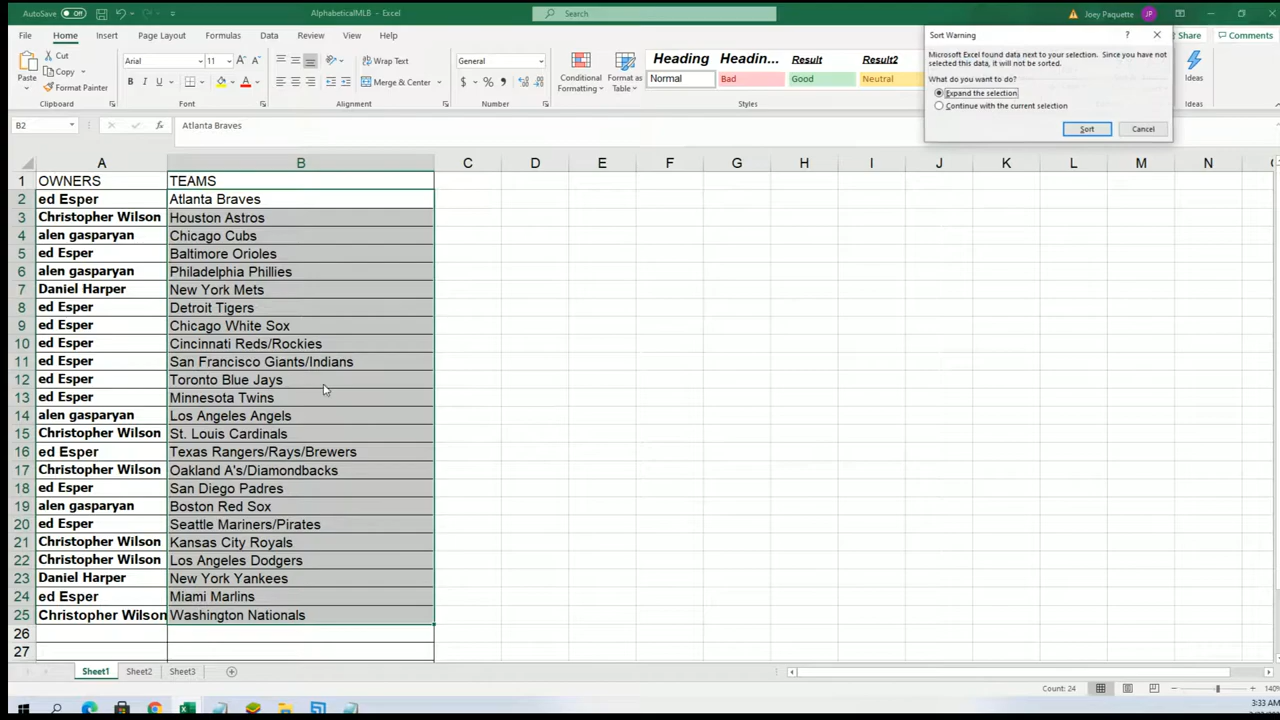 AutoSave Off AlphabeticalMLB - Excel Search Joey Paquette JP
File Home Insert Page Layout Formulas Data Review View Help Share Comments
Sort Warning ?
Microsoft Excel found data next to your selection. Since you have not
selected this data, it will not be sorted.
What do you want to do?
Expand the selection
Continue with the current selection
Sort Cancel
Paste Cut
Copy
Format Painter
Clipboard
Arial 11 A A
B I U A
Font
Wrap Text
Merge & Center
Alignment
General
$ % ,
Number
Conditional
Formatting
Format as
Table
Heading Headin... Result Result2
Normal Bad Good Neutral
Styles
Ideas
Ideas
B2 fx Atlanta Braves
A B C D E F G H I J K L M N
1 OWNERS TEAMS
2 ed Esper Atlanta Braves
3 Christopher Wilson Houston Astros
4 alen gasparyan Chicago Cubs
5 ed Esper Baltimore Orioles
6 alen gasparyan Philadelphia Phillies
7 Daniel Harper New York Mets
8 ed Esper Detroit Tigers
9 ed Esper Chicago White Sox
10 ed Esper Cincinnati Reds/Rockies
11 ed Esper San Francisco Giants/Indians
12 ed Esper Toronto Blue Jays
13 ed Esper Minnesota Twins
14 alen gasparyan Los Angeles Angels
15 Christopher Wilson St. Louis Cardinals
16 ed Esper Texas Rangers/Rays/Brewers
17 Christopher Wilson Oakland A's/Diamondbacks
18 ed Esper San Diego Padres
19 alen gasparyan Boston Red Sox
20 ed Esper Seattle Mariners/Pirates
21 Christopher Wilson Kansas City Royals
22 Christopher Wilson Los Angeles Dodgers
23 Daniel Harper New York Yankees
24 ed Esper Miami Marlins
25 Christopher Wilson Washington Nationals
26
27
Sheet1 Sheet2 Sheet3
Count: 24 140%
3:33 AM